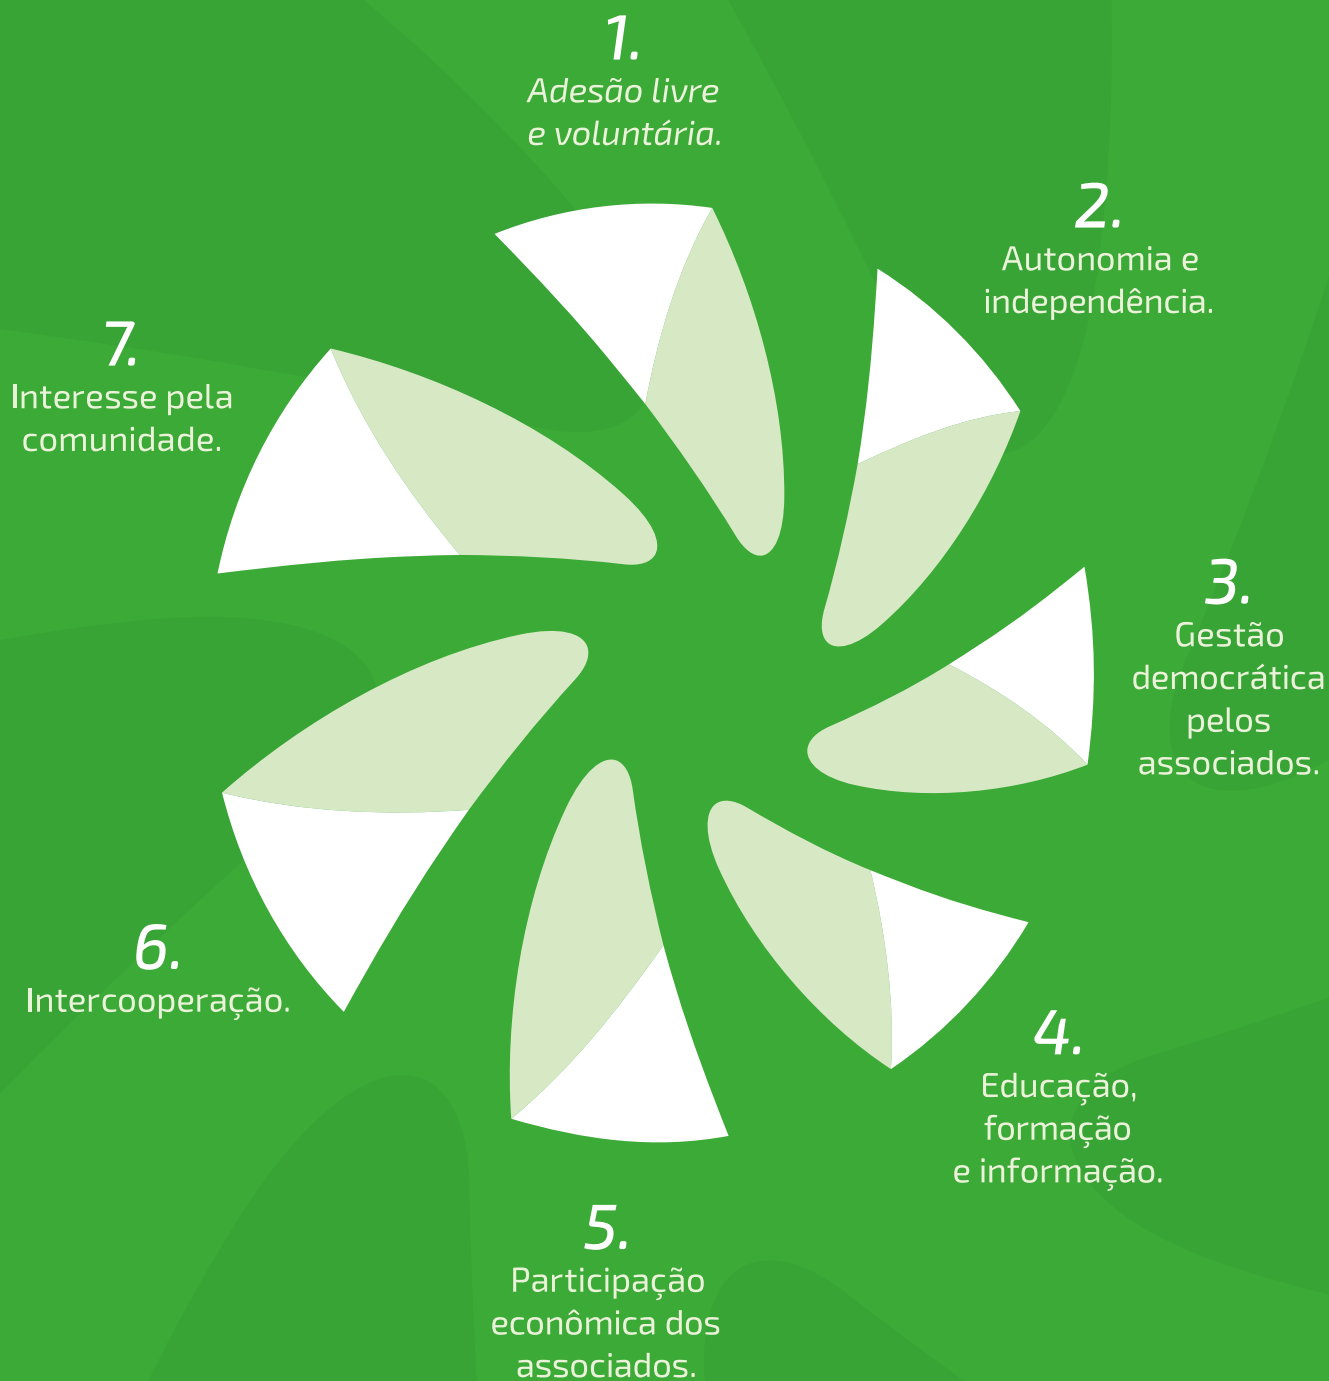 1.
Adesão livre
e voluntária.
2.
Autonomia e
independência.
3.
Gestão
democrática
pelos
associados.
4.
Educação,
formação
e informação.
5.
Participação
econômica dos
associados.
6.
Intercooperação.
7.
Interesse pela
comunidade.